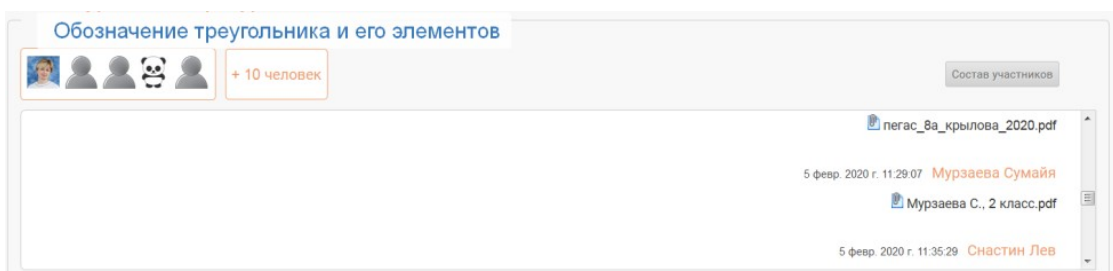 Обозначение треугольника и его элементов
+ 10 человек
Состав участников
пегас_8а_крылова_2020.pdf
5 февр. 2020 г. 11:29:07 Мурзаева Сумайя
Мурзаева С., 2 класс.pdf
5 февр. 2020 г. 11:35:29 Снастин Лев